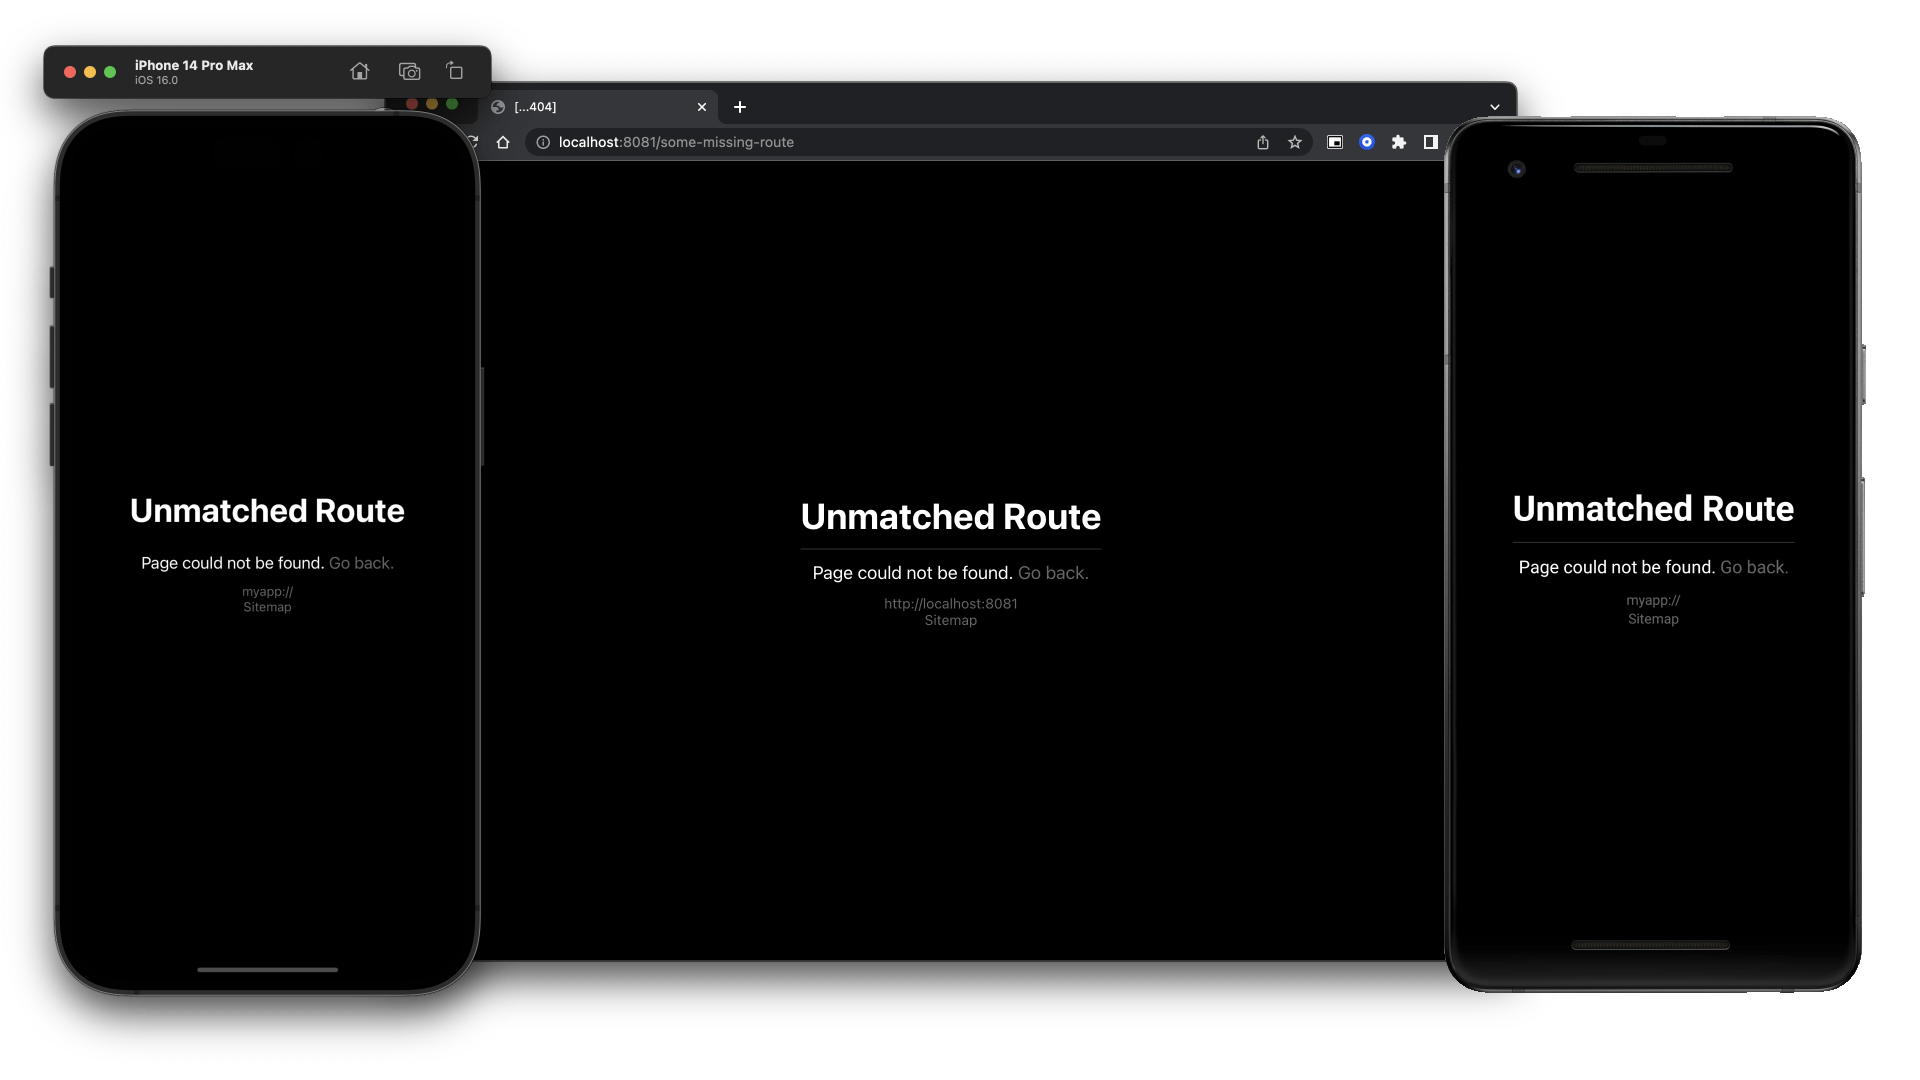 iPhone 14 Pro Max
iOS 16.0
[...404]
localhost:8081/some-missing-route
Unmatched Route
Page could not be found. Go back.
myapp://
Sitemap
Unmatched Route
Page could not be found. Go back.
http://localhost:8081
Sitemap
Unmatched Route
Page could not be found. Go back.
myapp://
Sitemap